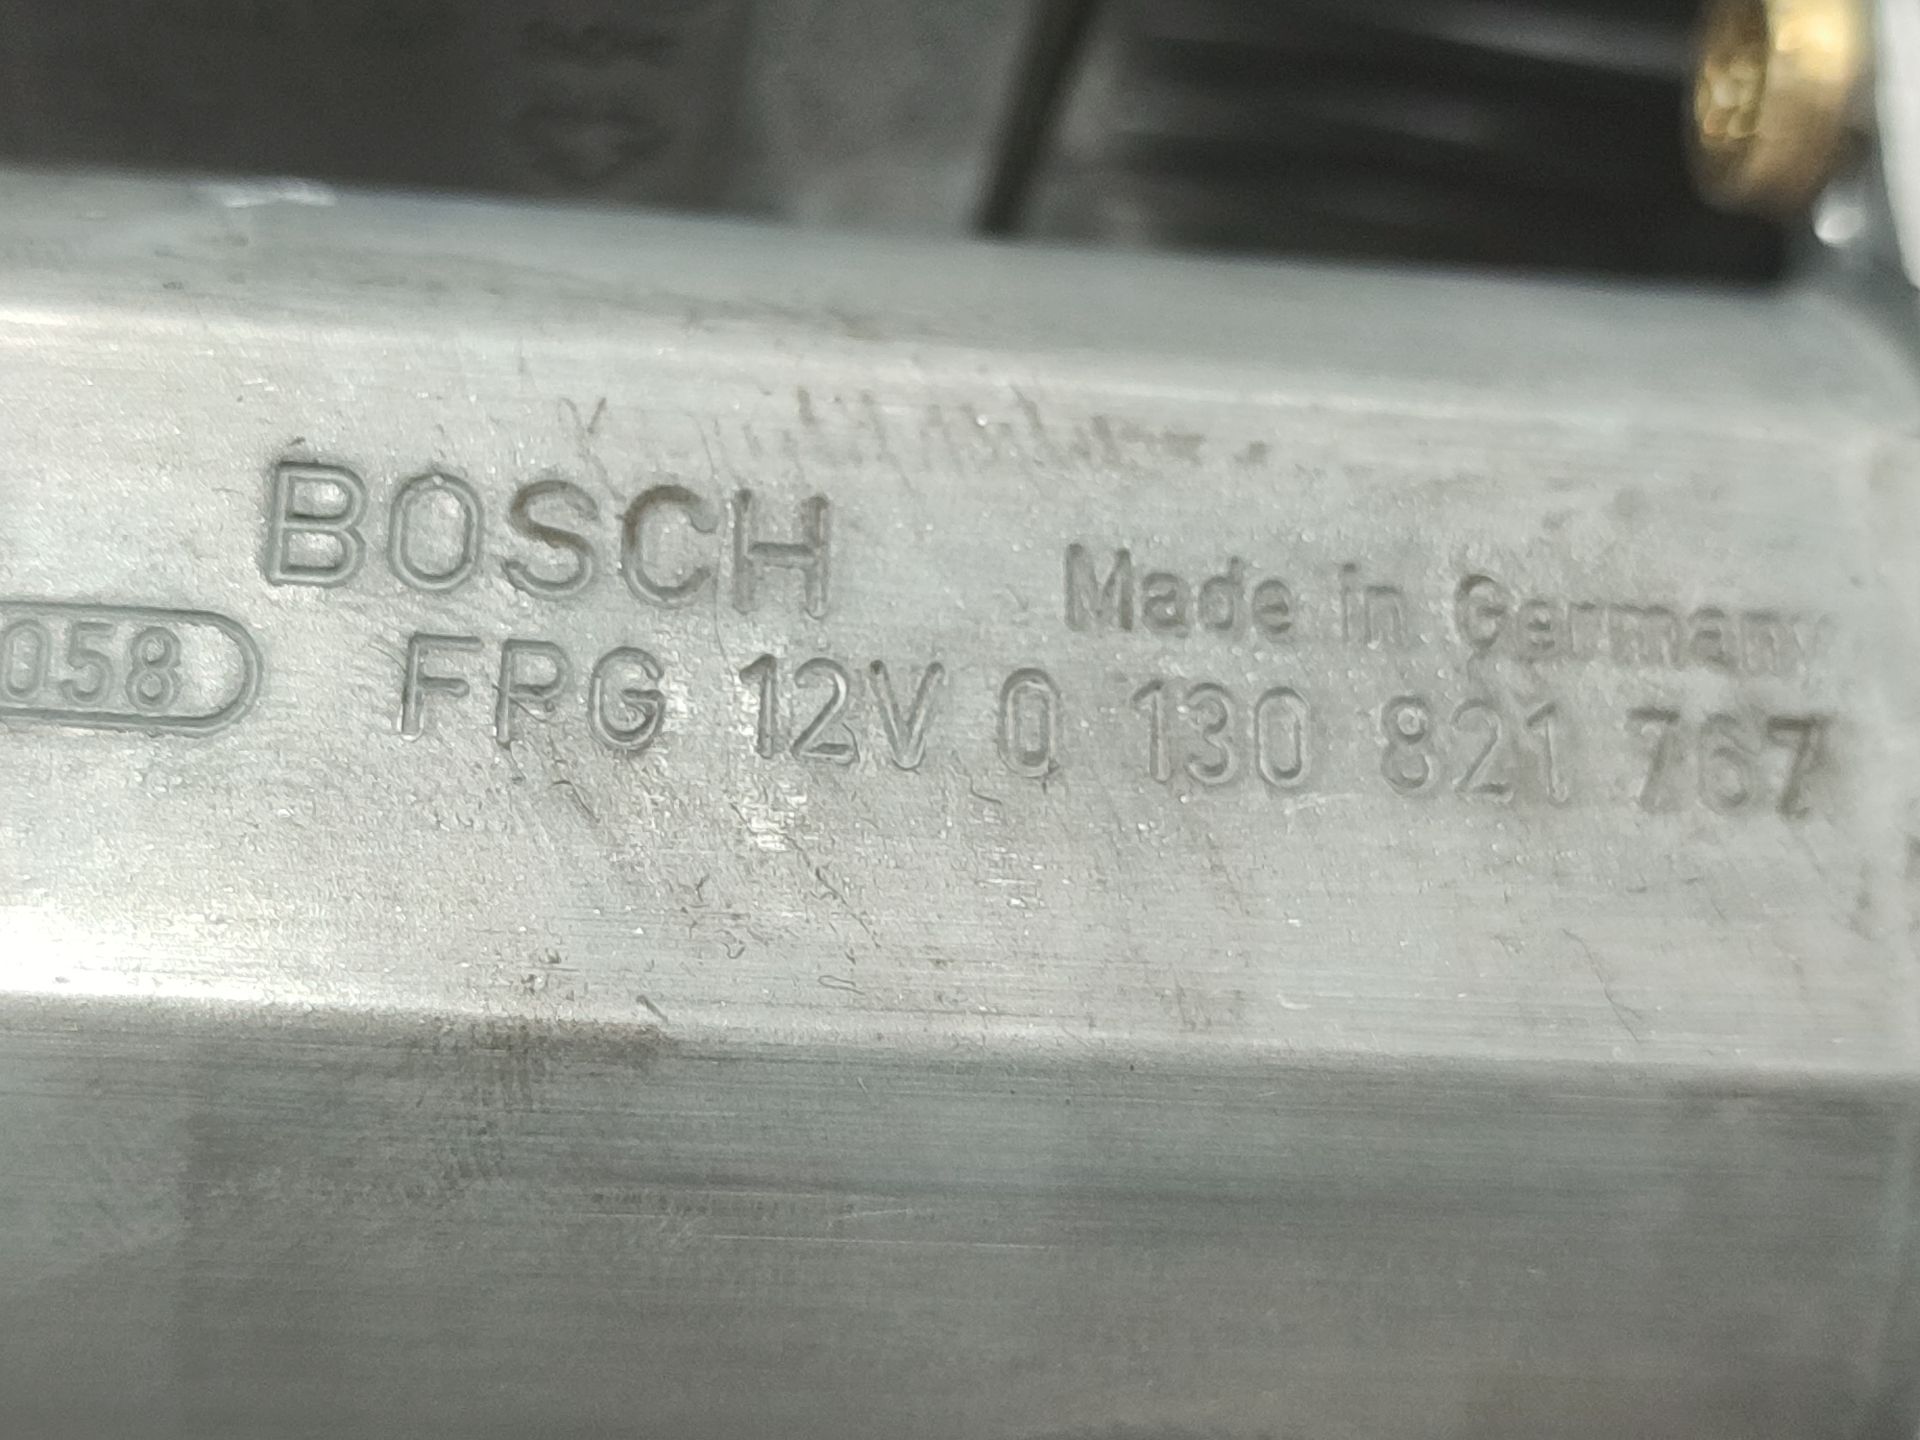 BOSCH
Made in Germany
058 FPG 12V 0 130 821 767